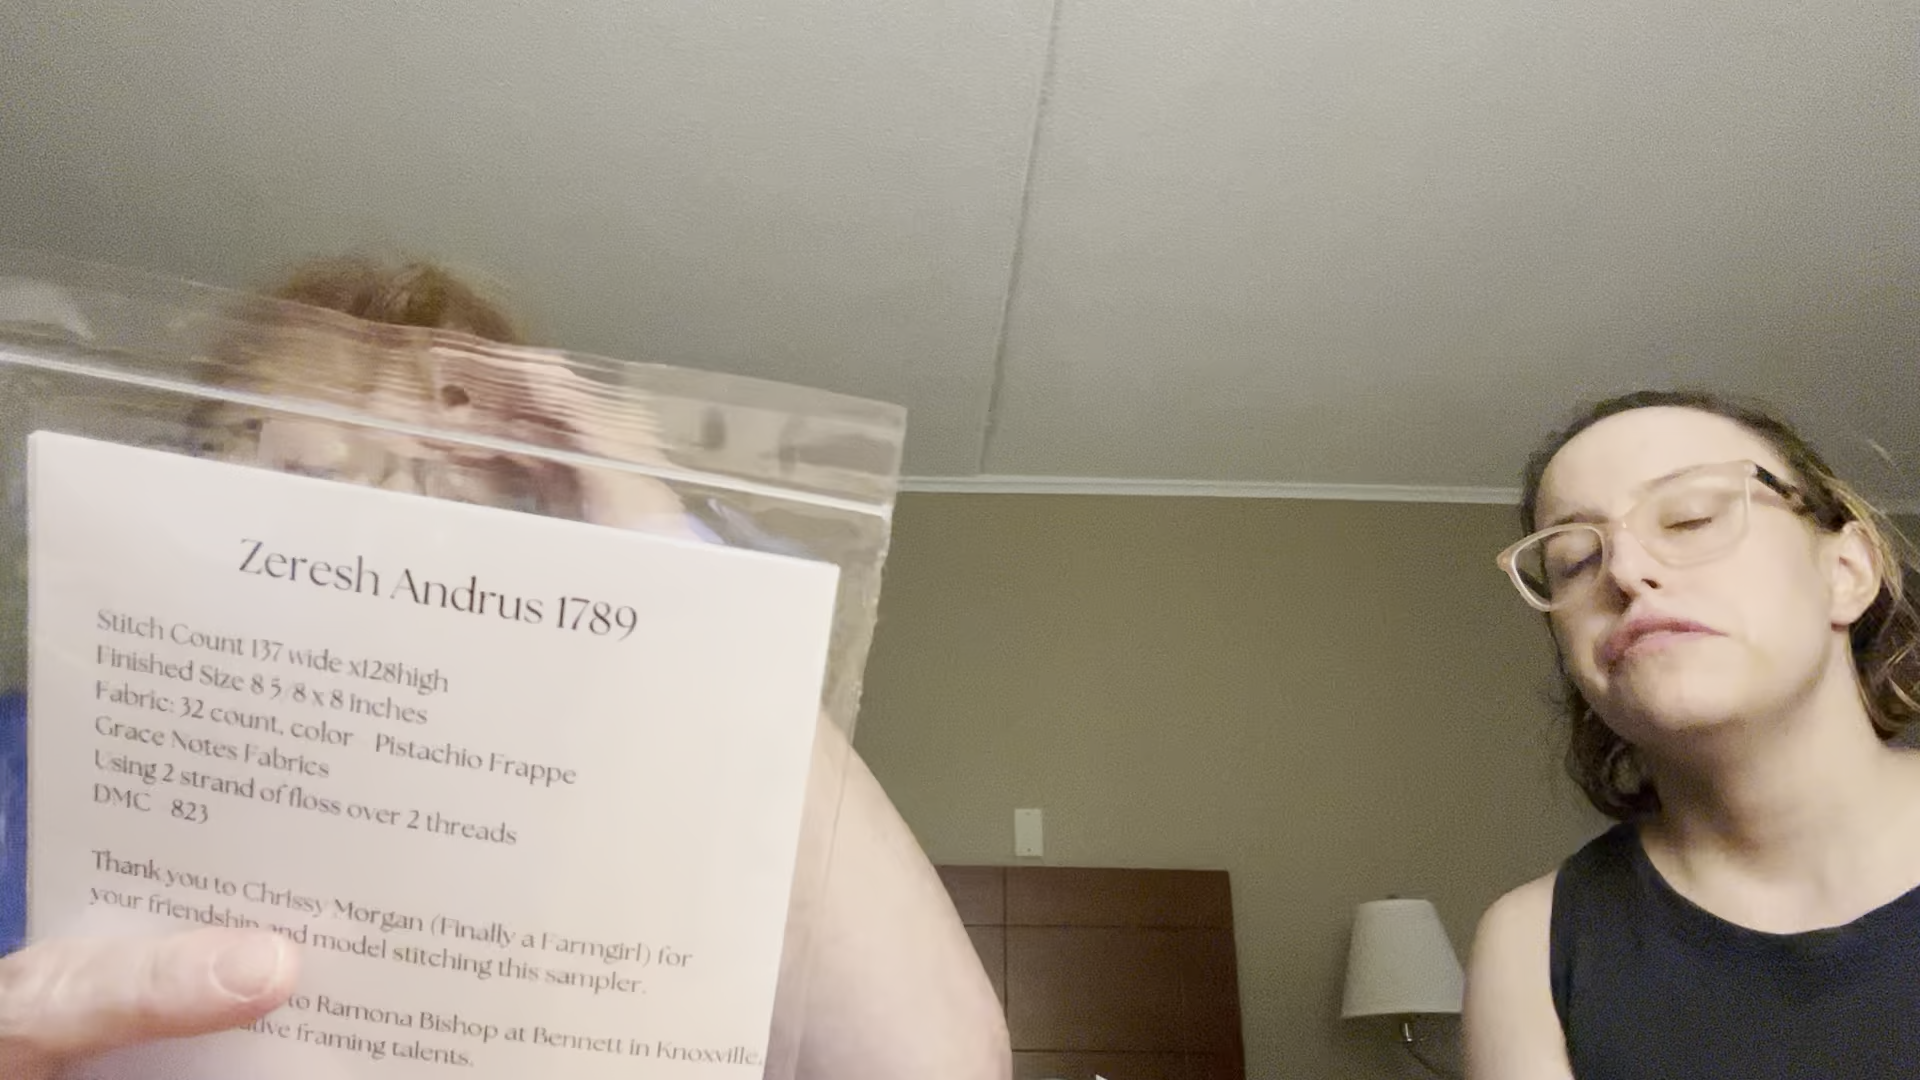 Zeresh Andrus 1789
Stitch Count 137 wide x128high
Finished Size 8 5/8 x 8 inches
Fabric: 32 count, color Pistachio Frappe
Grace Notes Fabrics
Using 2 strand of floss over 2 threads
DMC 823
Thank you to Chrissy Morgan (Finally a Farmgirl) for
your friendship and model stitching this sampler.
to Ramona Bishop at Bennett in Knoxville,
framing talents.